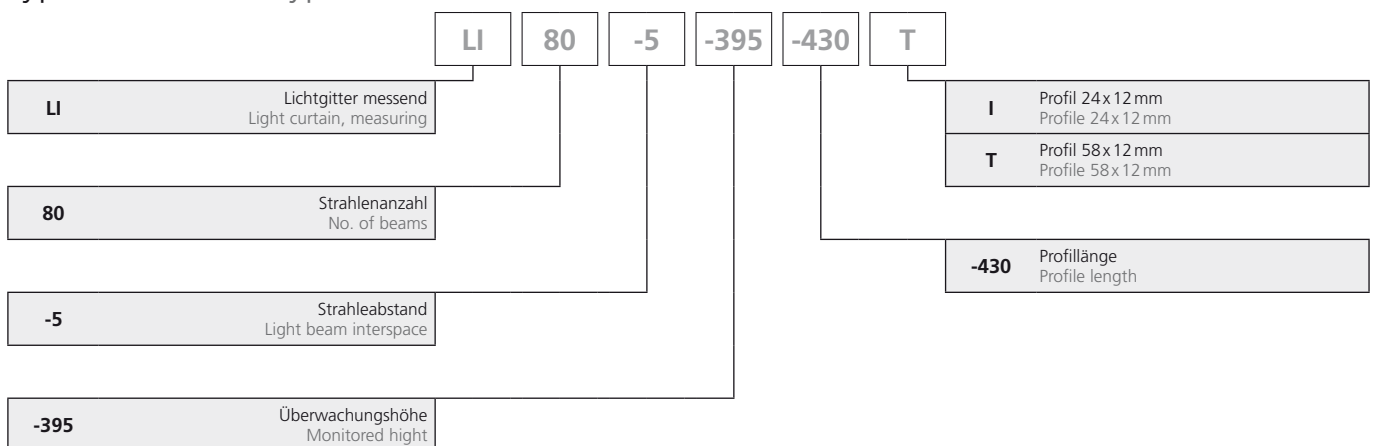 LI 80 -5 -395 -430 T
LI Lichtgitter messend
Light curtain, measuring
80 Strahlenanzahl
No. of beams
-5 Strahleabstand
Light beam interspace
-395 Überwachungshöhe
Monitored hight
I Profil 24 x 12 mm
Profile 24 x 12 mm
T Profil 58 x 12 mm
Profile 58 x 12 mm
-430 Profillänge
Profile length